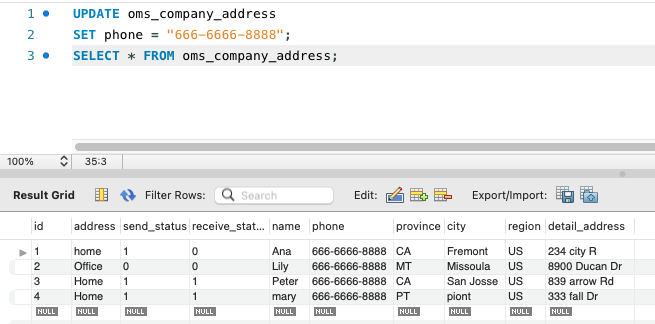 1 UPDATE oms_company_address
2 SET phone = "666-6666-8888";
3 SELECT * FROM oms_company_address;
100% 35:3
Result Grid Filter Rows: Search Edit: Export/Import:
id address send_status receive_stat... name phone province city region detail_address
1 home 1 0 Ana 666-6666-8888 CA Fremont US 234 city R
2 Office 0 0 Lily 666-6666-8888 MT Missoula US 8900 Ducan Dr
3 Home 1 1 Peter 666-6666-8888 CA San Josse US 839 arrow Rd
4 Home 1 1 mary 666-6666-8888 PT piont US 333 fall Dr
NULL NULL NULL NULL NULL NULL NULL NULL NULL NULL